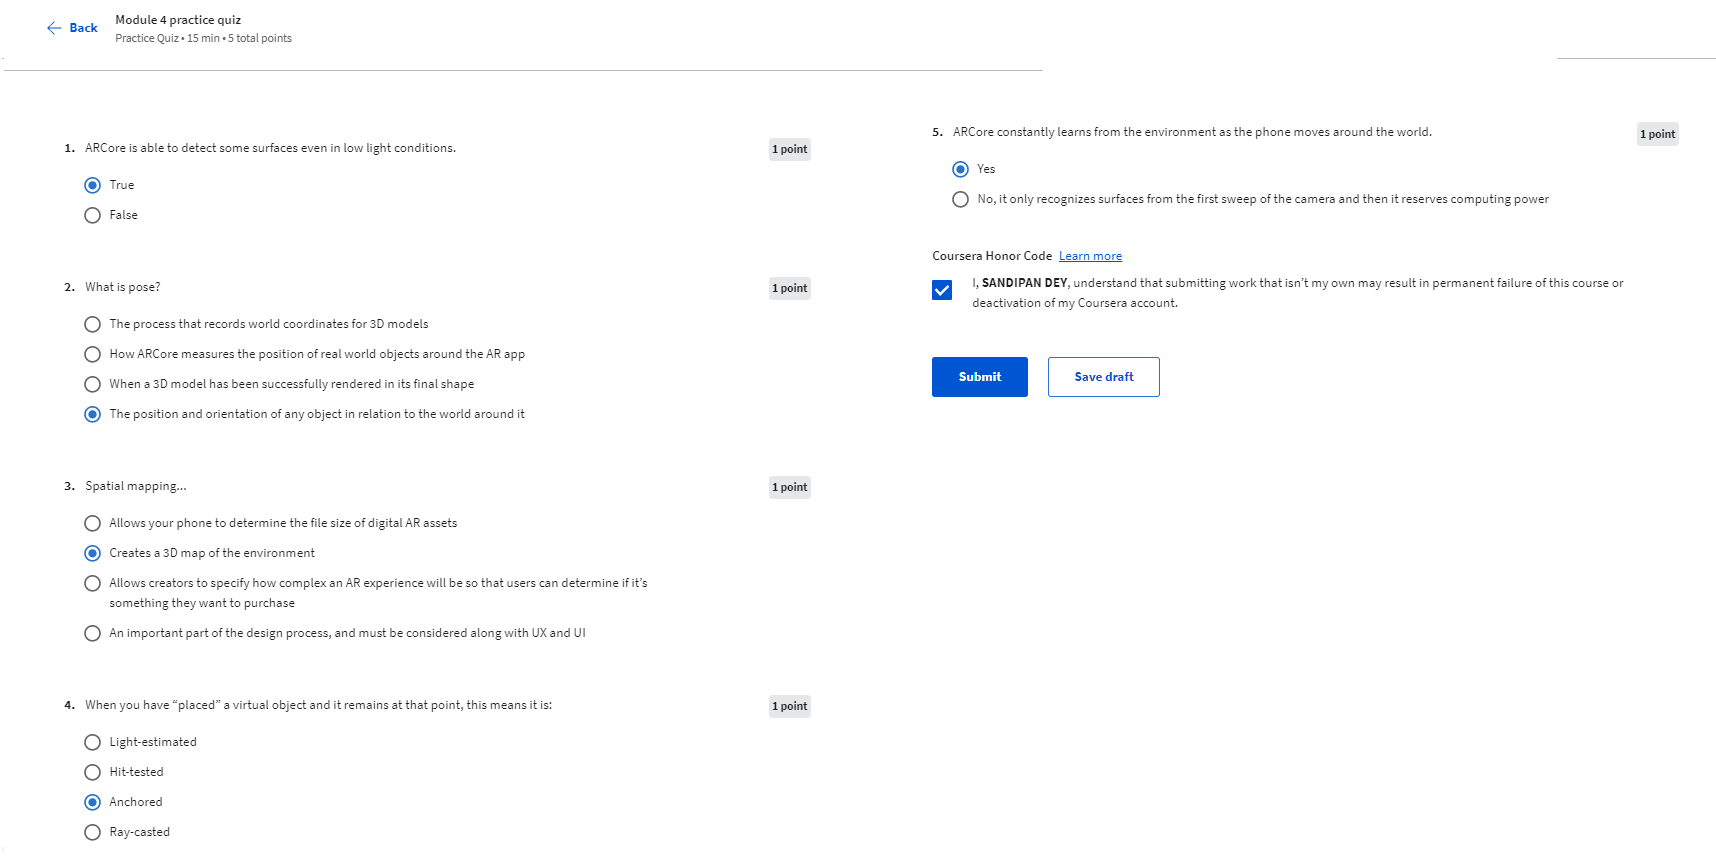 Back
Module 4 practice quiz
Practice Quiz • 15 min • 5 total points
1. ARCore is able to detect some surfaces even in low light conditions.
1 point
True
False
2. What is pose?
1 point
The process that records world coordinates for 3D models
How ARCore measures the position of real world objects around the AR app
When a 3D model has been successfully rendered in its final shape
The position and orientation of any object in relation to the world around it
3. Spatial mapping...
1 point
Allows your phone to determine the file size of digital AR assets
Creates a 3D map of the environment
Allows creators to specify how complex an AR experience will be so that users can determine if it’s
something they want to purchase
An important part of the design process, and must be considered along with UX and UI
4. When you have “placed” a virtual object and it remains at that point, this means it is:
1 point
Light-estimated
Hit-tested
Anchored
Ray-casted
5. ARCore constantly learns from the environment as the phone moves around the world.
1 point
Yes
No, it only recognizes surfaces from the first sweep of the camera and then it reserves computing power
Coursera Honor Code Learn more
I, SANDIPAN DEY, understand that submitting work that isn’t my own may result in permanent failure of this course or
deactivation of my Coursera account.
Submit
Save draft